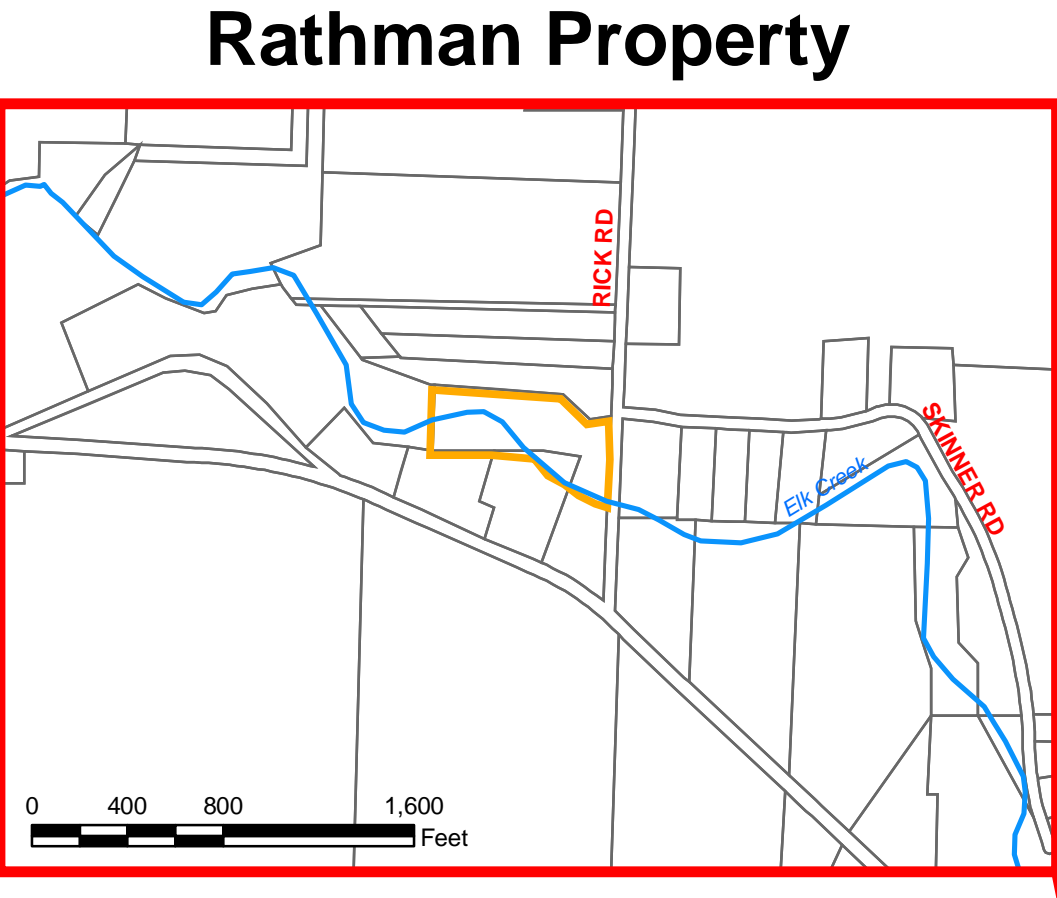 Rathman Property
RICK RD
SKINNER RD
Elk Creek
0 400 800 1,600
Feet